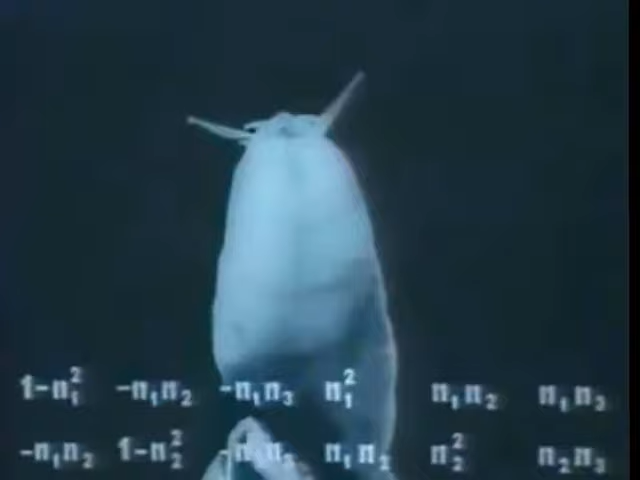 1-n₁² -n₁n₂ -n₁n₃ n₁² n₁n₂ n₁n₃
-n₁n₂ 1-n₂² n₁n₂ n₂² n₂n₃